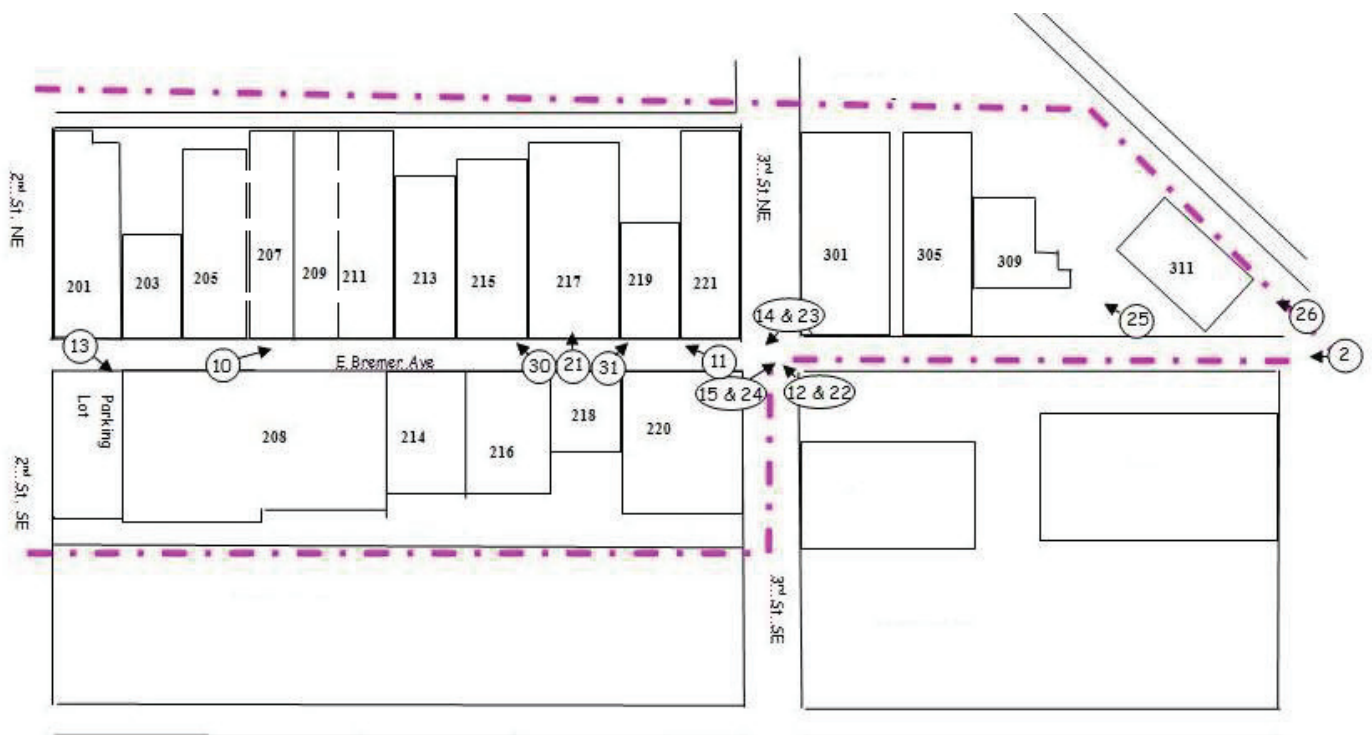 2nd St. NE
3rd St. NE
201
203
205
207
209
211
213
215
217
219
221
301
305
309
311
13
10
E Bremer Ave
30
21
31
11
14 & 23
15 & 24
12 & 22
25
26
2
Parking
Lot
208
214
216
218
220
2nd St. SE
3rd St. SE